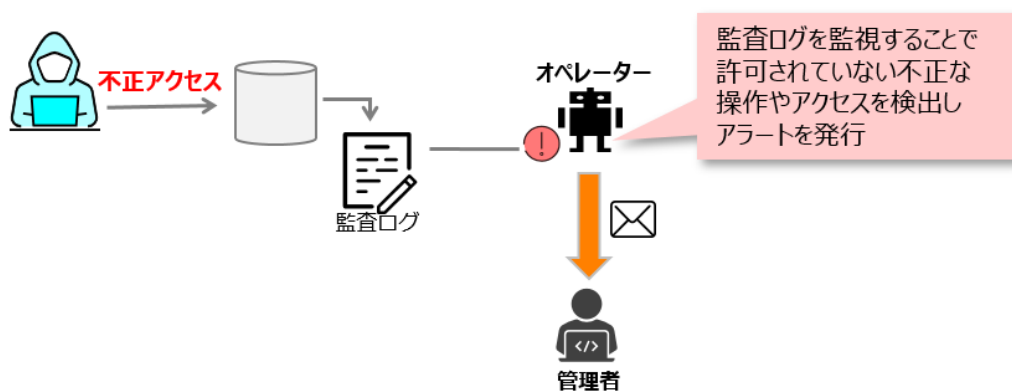 不正アクセス
監査ログ
オペレーター
!
監査ログを監視することで
許可されていない不正な
操作やアクセスを検出し
アラートを発行
</>
管理者